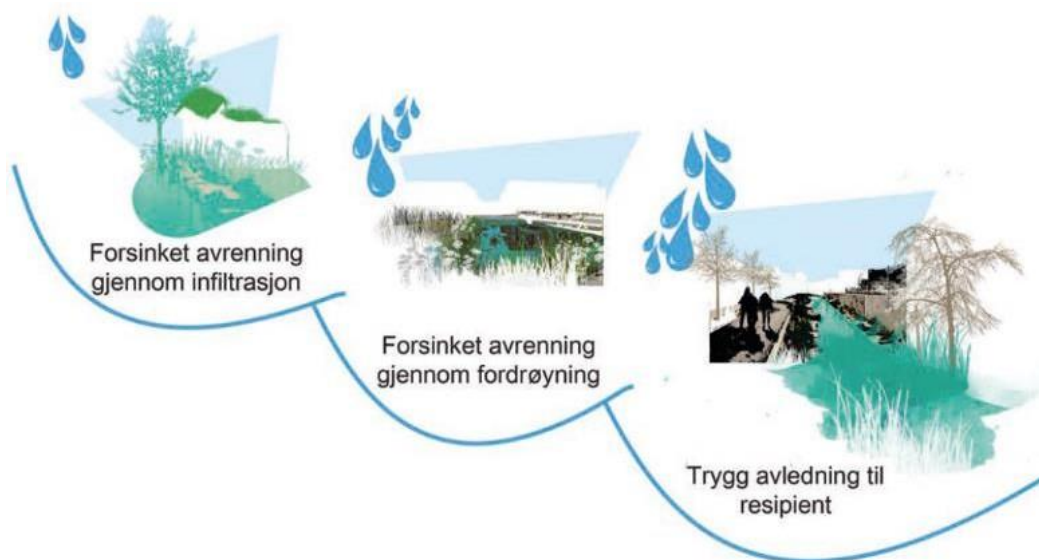 Forsinket avrenning
gjennom infiltrasjon
Forsinket avrenning
gjennom fordrøyning
Trygg avledning til
resipient